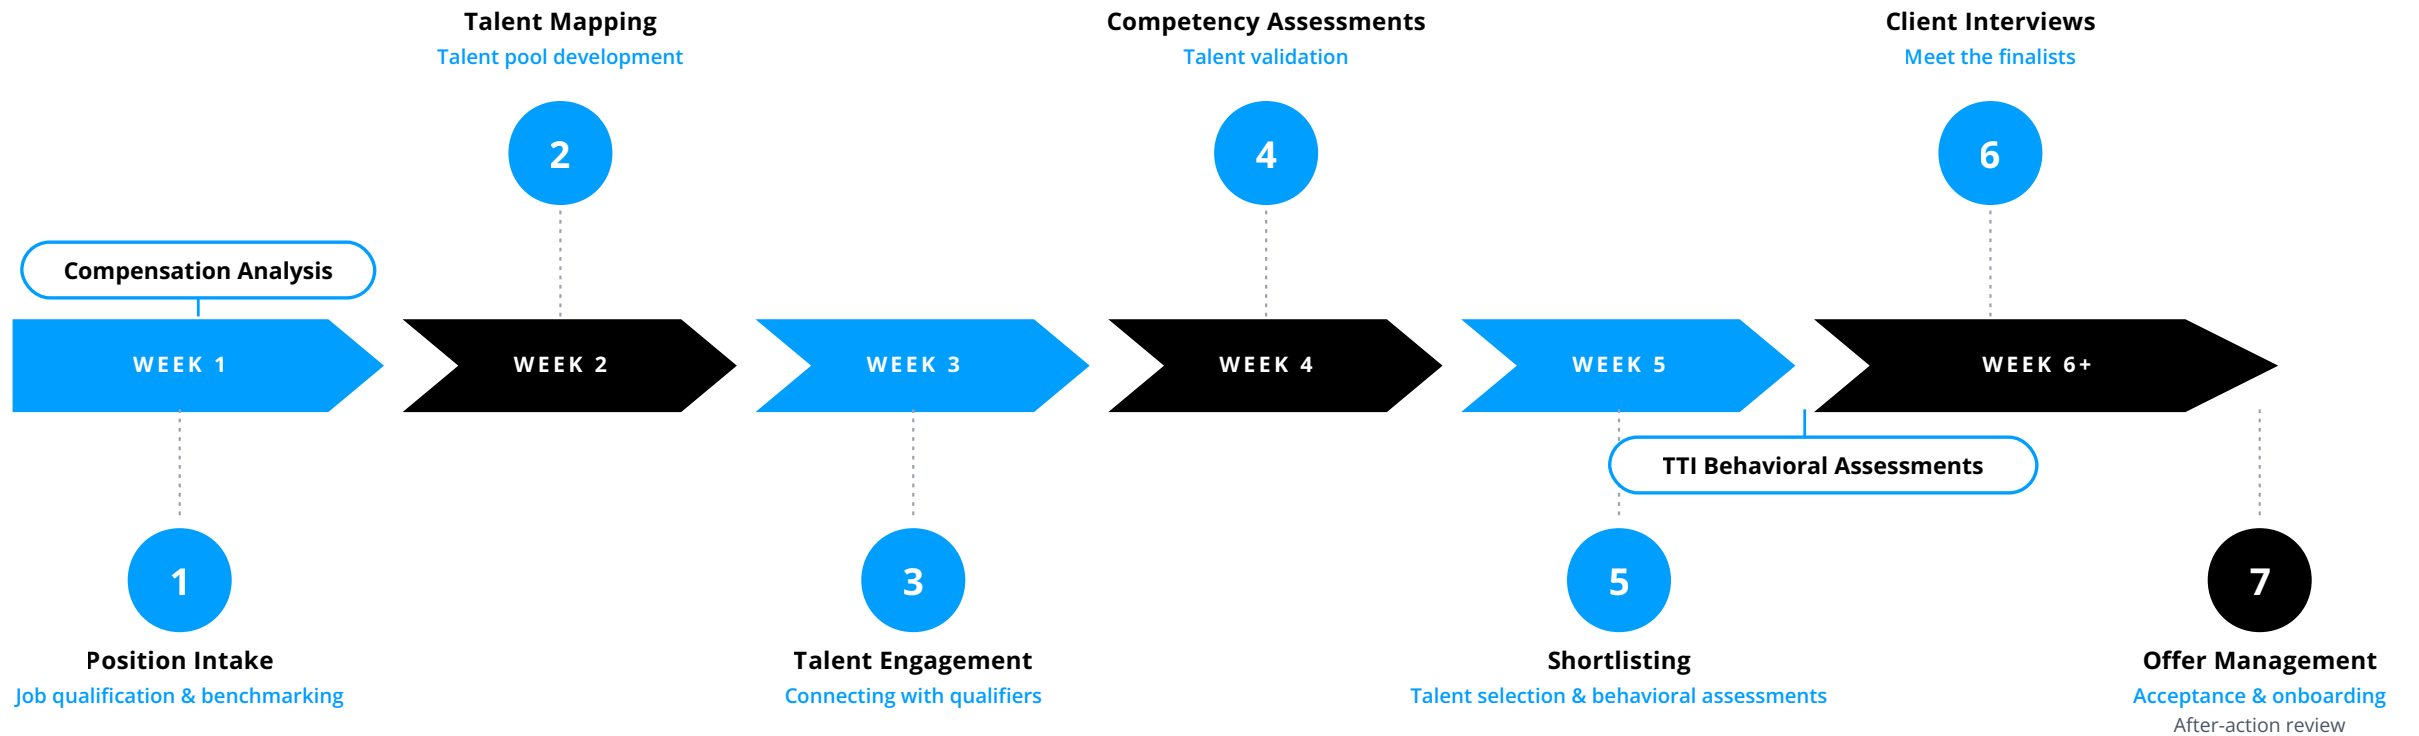 Talent Mapping
Talent pool development
2
Competency Assessments
Talent validation
4
Client Interviews
Meet the finalists
6
Compensation Analysis
WEEK 1
WEEK 2
WEEK 3
WEEK 4
WEEK 5
WEEK 6+
TTI Behavioral Assessments
1
Position Intake
Job qualification & benchmarking
3
Talent Engagement
Connecting with qualifiers
5
Shortlisting
Talent selection & behavioral assessments
7
Offer Management
Acceptance & onboarding
After-action review